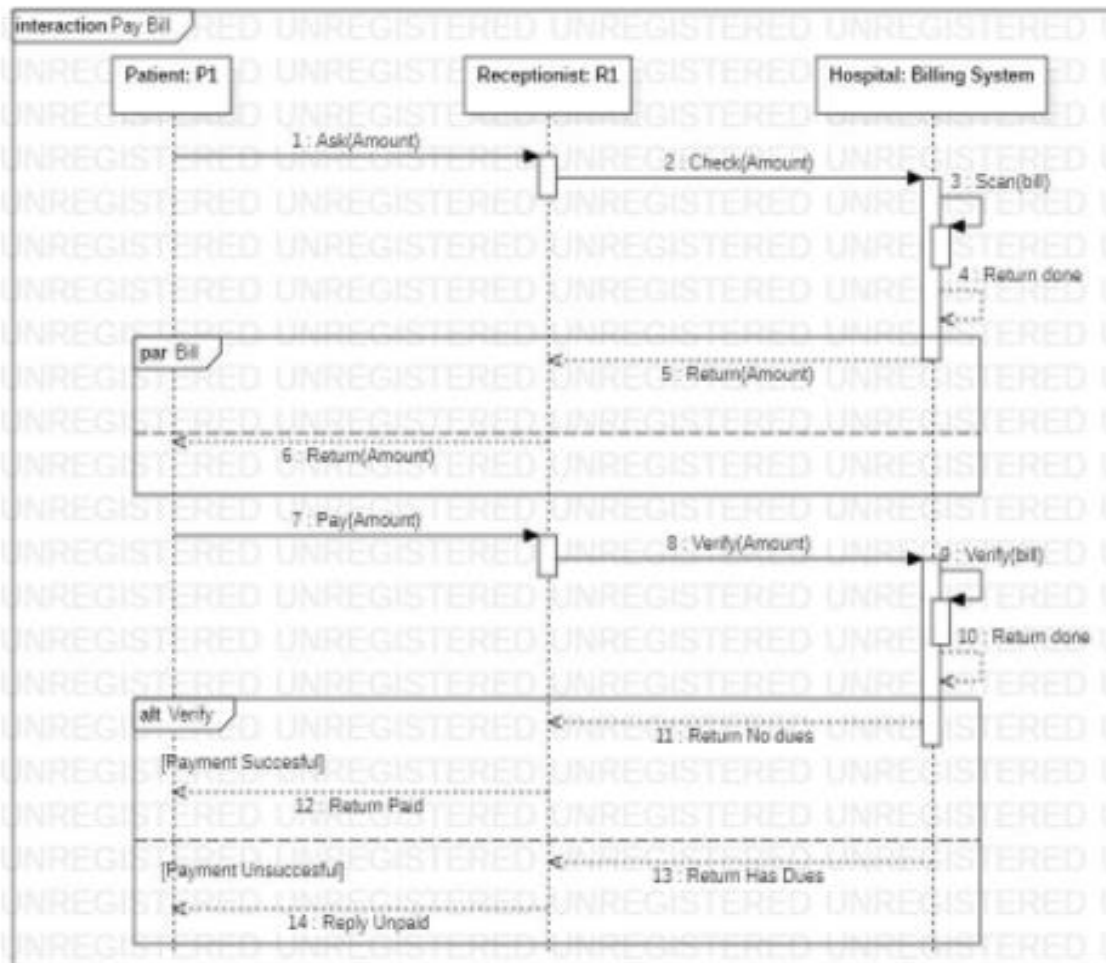 interaction Pay Bill
Patient: P1
Receptionist: R1
Hospital: Billing System
1 : Ask(Amount)
2 : Check(Amount)
3 : Scan(bill)
4 : Return done
par Bill
5 : Return(Amount)
6 : Return(Amount)
7 : Pay(Amount)
8 : Verify(Amount)
9 : Verify(bill)
10 : Return done
alt Verify
11 : Return No dues
[Payment Succesful]
12 : Return Paid
[Payment Unsuccesful]
13 : Return Has Dues
14 : Reply Unpaid
UNREGISTERED